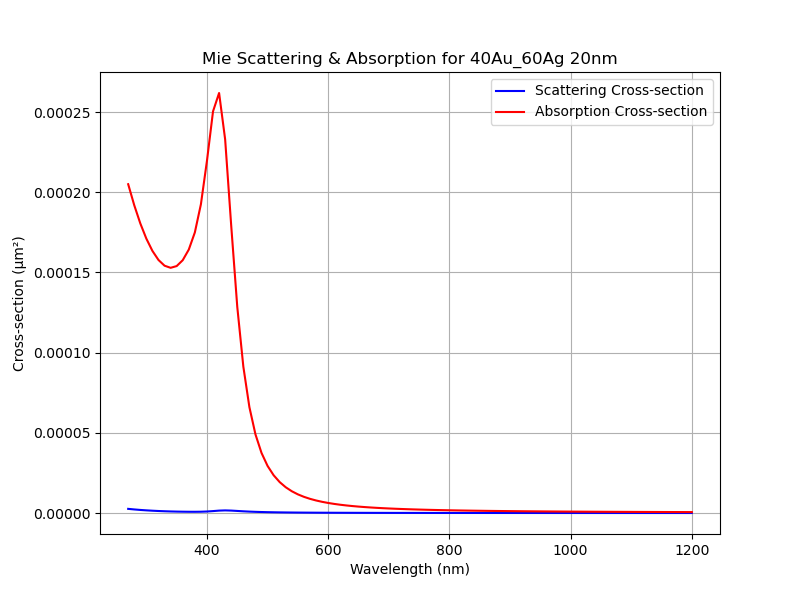 Mie Scattering & Absorption for 40Au_60Ag 20nm
Scattering Cross-section
Absorption Cross-section
Cross-section (μm²)
0.00025
0.00020
0.00015
0.00010
0.00005
0.00000
400 600 800 1000 1200
Wavelength (nm)